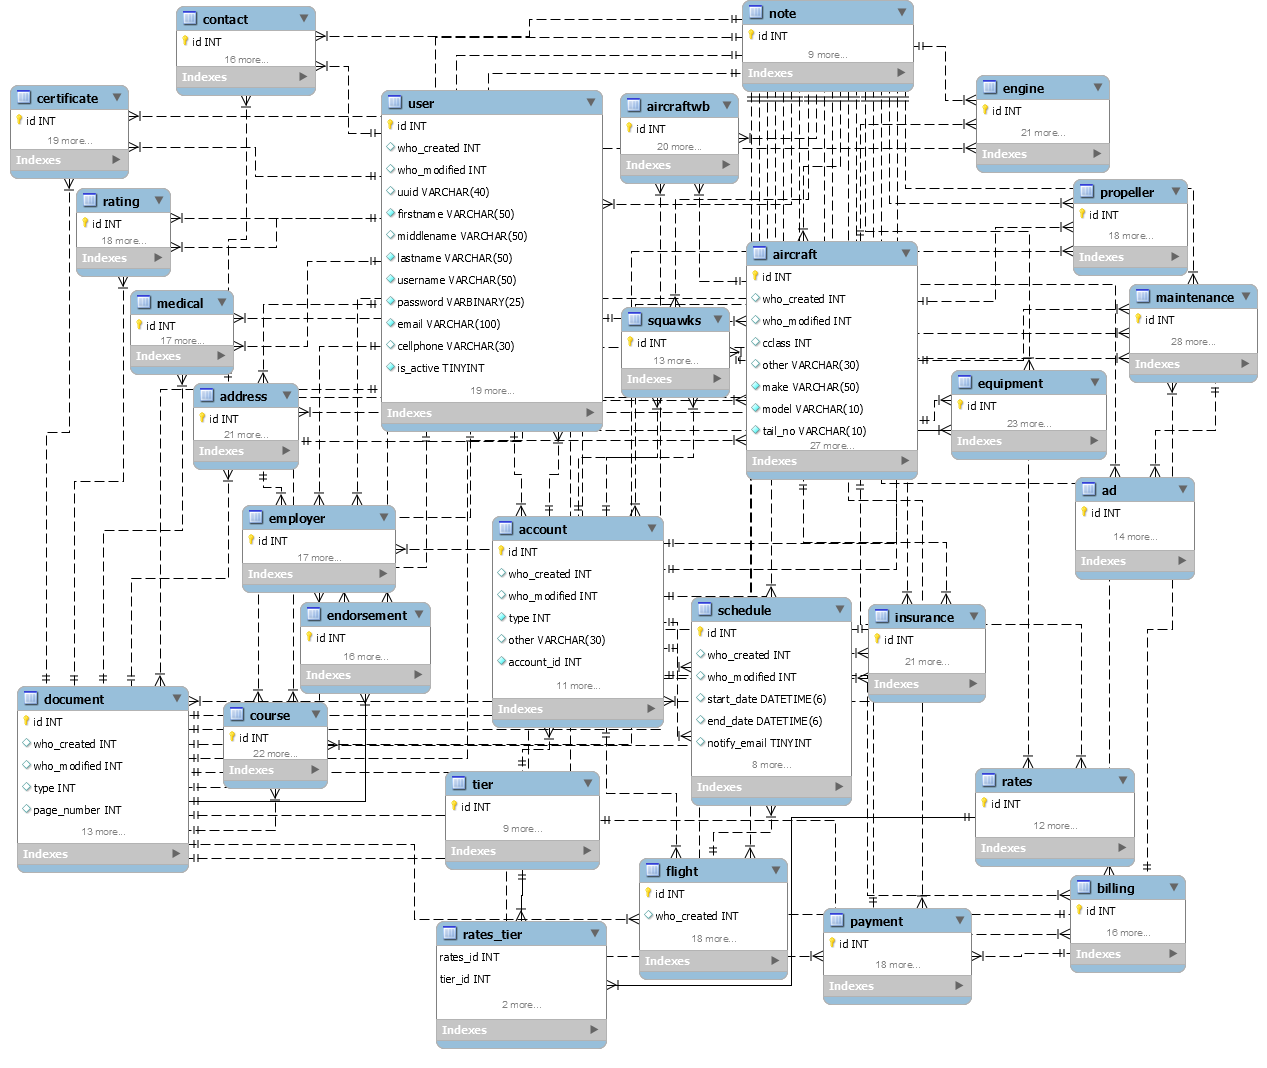 contact
id INT
16 more...
Indexes
note
id INT
9 more...
Indexes
certificate
id INT
19 more...
Indexes
user
id INT
who_created INT
who_modified INT
uuid VARCHAR(40)
firstname VARCHAR(50)
middlename VARCHAR(50)
lastname VARCHAR(50)
username VARCHAR(50)
password VARBINARY(25)
email VARCHAR(100)
cellphone VARCHAR(30)
is_active TINYINT
19 more...
Indexes
aircraftwb
id INT
20 more...
Indexes
engine
id INT
21 more...
Indexes
rating
id INT
18 more...
Indexes
propeller
id INT
18 more...
Indexes
aircraft
id INT
who_created INT
who_modified INT
cclass INT
other VARCHAR(30)
make VARCHAR(50)
model VARCHAR(10)
tail_no VARCHAR(10)
27 more...
Indexes
medical
id INT
17 more...
Indexes
squawks
id INT
13 more...
Indexes
maintenance
id INT
28 more...
Indexes
address
id INT
21 more...
Indexes
equipment
id INT
23 more...
Indexes
ad
id INT
14 more...
Indexes
employer
id INT
17 more...
Indexes
account
id INT
who_created INT
who_modified INT
type INT
other VARCHAR(30)
account_id INT
11 more...
Indexes
endorsement
id INT
16 more...
Indexes
schedule
id INT
who_created INT
who_modified INT
start_date DATETIME(6)
end_date DATETIME(6)
notify_email TINYINT
8 more...
Indexes
insurance
id INT
21 more...
Indexes
document
id INT
who_created INT
who_modified INT
type INT
page_number INT
13 more...
Indexes
course
id INT
22 more...
Indexes
tier
id INT
9 more...
Indexes
rates
id INT
12 more...
Indexes
flight
id INT
who_created INT
18 more...
Indexes
billing
id INT
16 more...
Indexes
payment
id INT
18 more...
Indexes
rates_tier
rates_id INT
tier_id INT
2 more...
Indexes